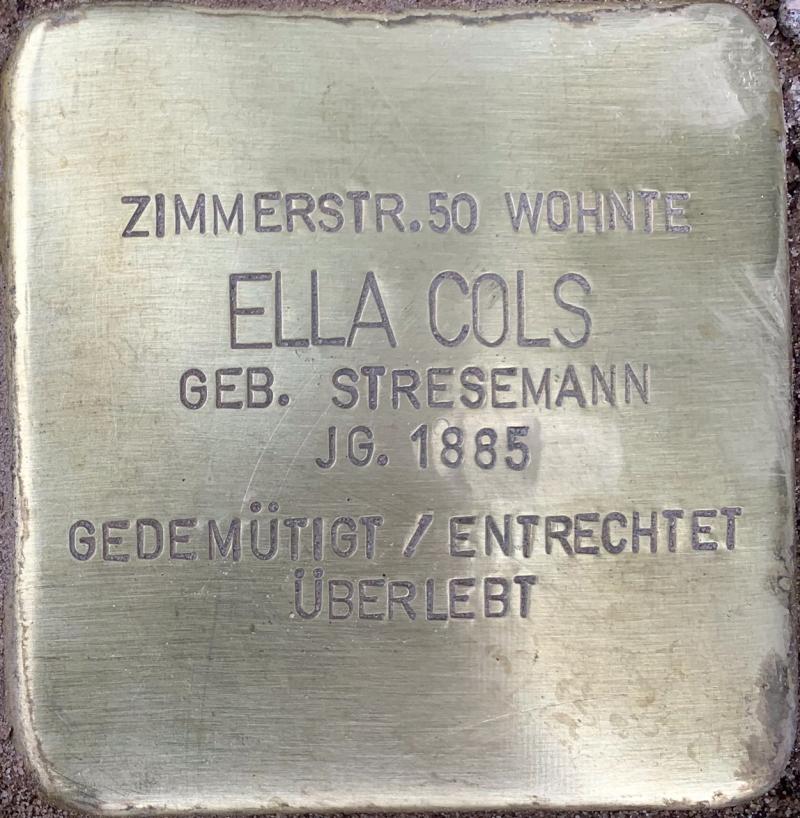 ZIMMERSTR.50 WOHNTE
ELLA COLS
GEB. STRESEMANN
JG. 1885
GEDEMÜTIGT / ENTRECHTET
ÜBERLEBT